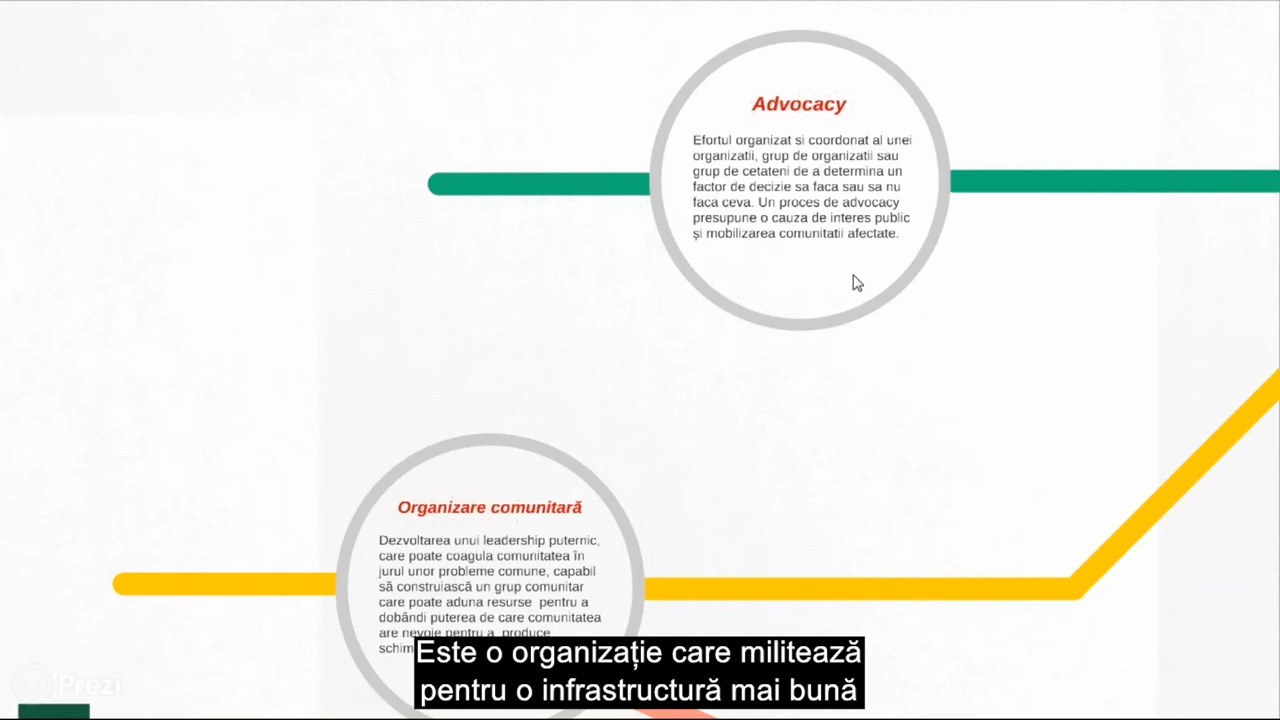 Advocacy
Efortul organizat si coordonat al unei
organizatii, grup de organizatii sau
grup de cetateni de a determina un
factor de decizie sa faca sau sa nu
faca ceva. Un proces de advocacy
presupune o cauza de interes public
și mobilizarea comunitatii afectate.
Organizare comunitară
Dezvoltarea unui leadership puternic,
care poate coagula comunitatea în
jurul unor probleme comune, capabil
să construiască un grup comunitar
care poate aduna resurse  pentru a
dobândi puterea de care comunitatea
are nevoie pentru a  produce
Este o organizație care militează
pentru o infrastructură mai bună
Prezi